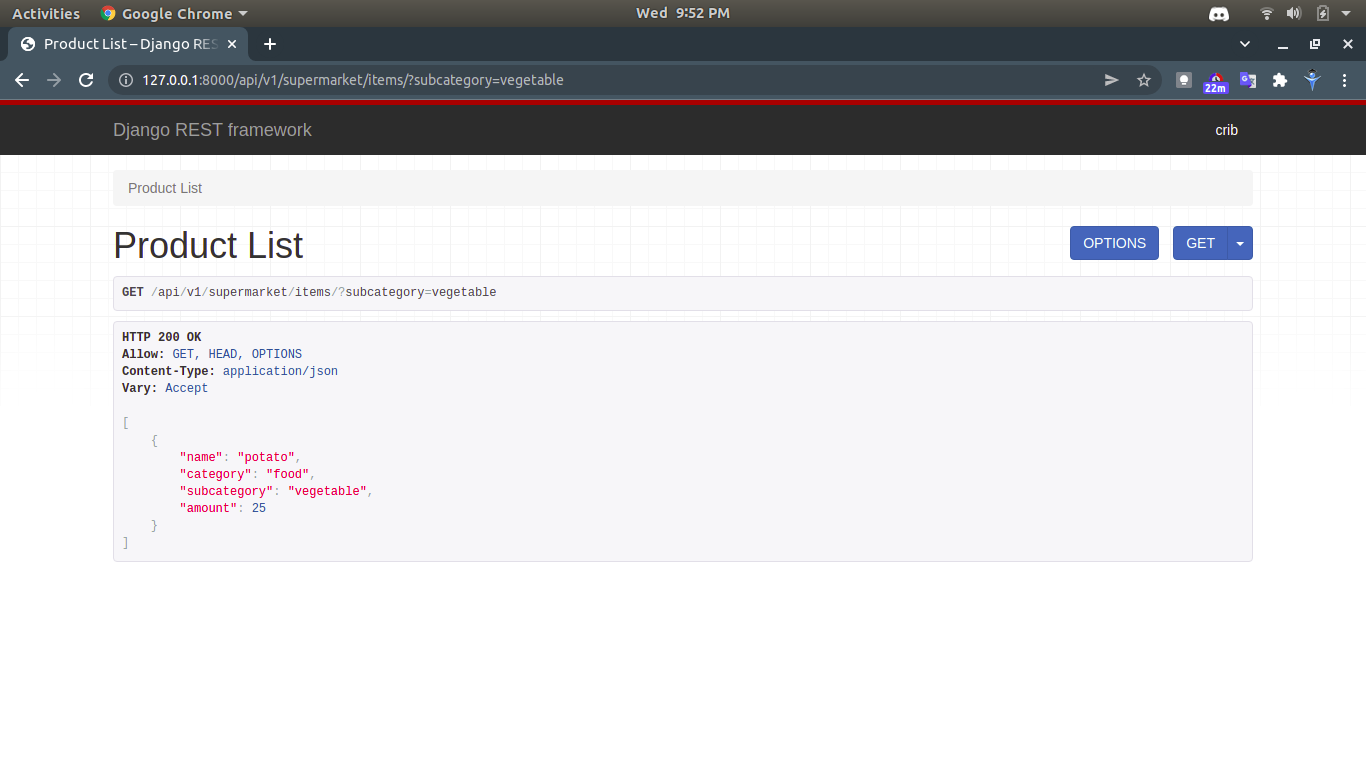 Activities Google Chrome Wed 9:52 PM
Product List – Django RES
127.0.0.1:8000/api/v1/supermarket/items/?subcategory=vegetable
22m
Django REST framework crib
Product List
Product List OPTIONS GET
GET /api/v1/supermarket/items/?subcategory=vegetable
HTTP 200 OK
Allow: GET, HEAD, OPTIONS
Content-Type: application/json
Vary: Accept
[
    {
        "name": "potato",
        "category": "food",
        "subcategory": "vegetable",
        "amount": 25
    }
]